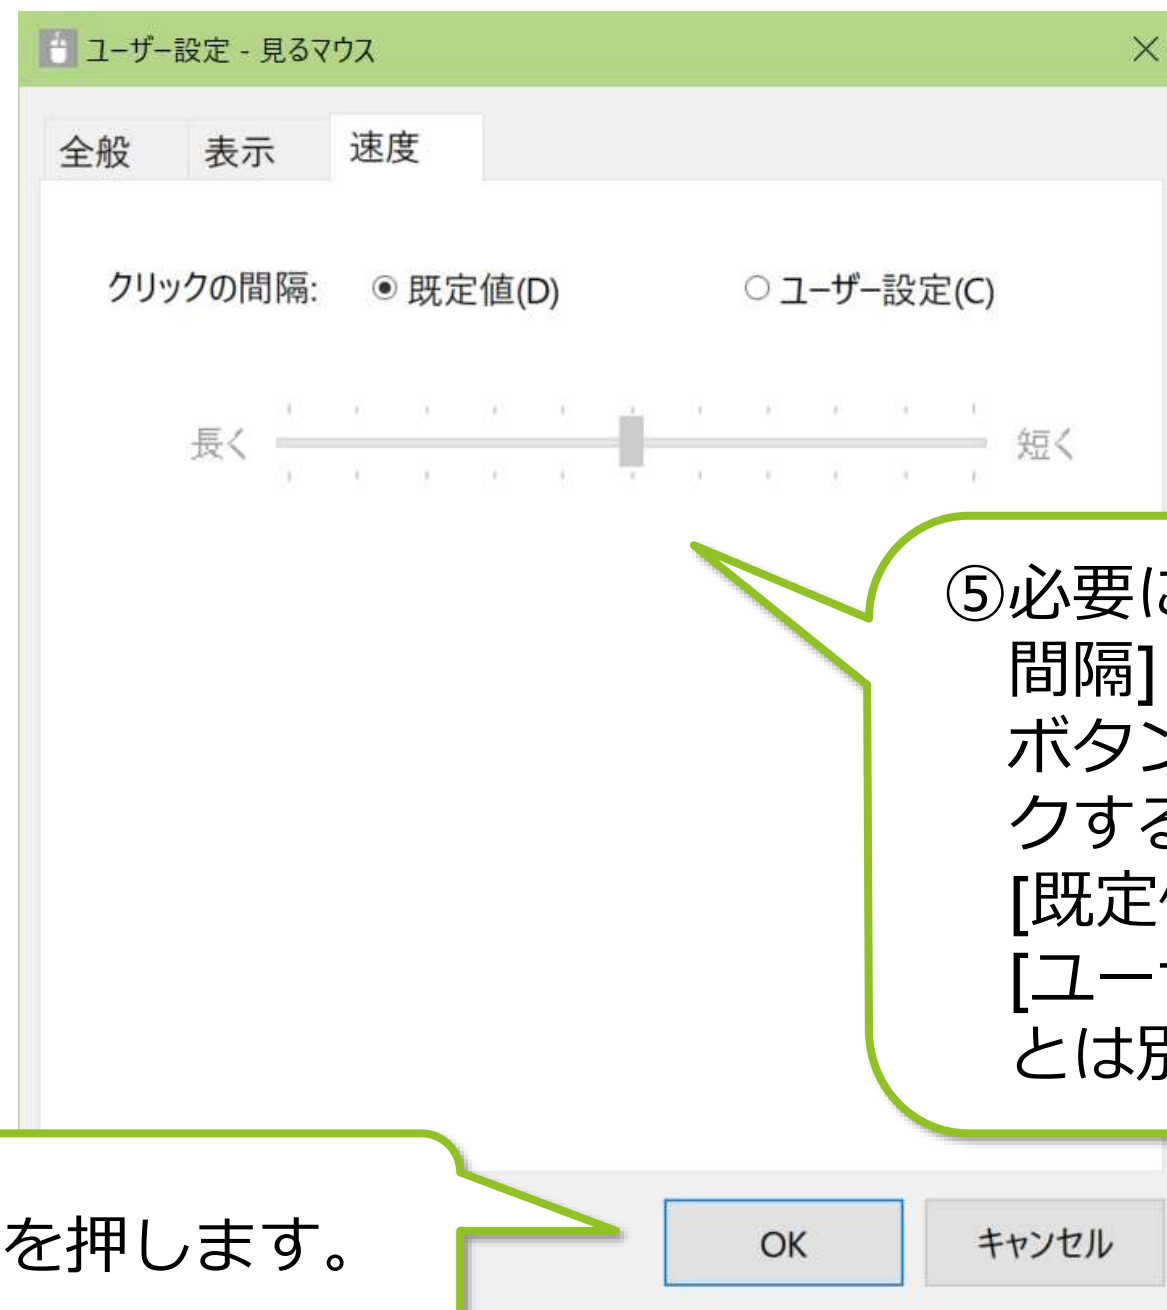 ユーザー設定 - 見るマウス
全般 表示 速度
クリックの間隔: 既定値(D) ユーザー設定(C)
長く 短く
⑤必要に
間隔]
ボタン
クする
[既定
[ユー
とは別
を押します。
OK キャンセル